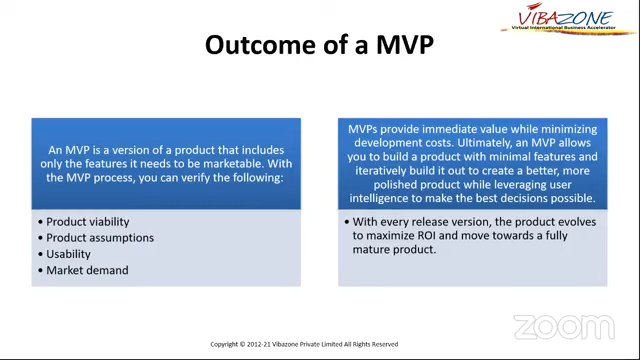 VIBAZONE
Virtual International Business Accelerator
Outcome of a MVP
An MVP is a version of a product that includes
only the features it needs to be marketable. With
the MVP process, you can verify the following:
• Product viability
• Product assumptions
• Usability
• Market demand
MVPs provide immediate value while minimizing
development costs. Ultimately, an MVP allows
you to build a product with minimal features and
iteratively build it out to create a better, more
polished product while leveraging user
intelligence to make the best decisions possible.
• With every release version, the product evolves
to maximize ROI and move towards a fully
mature product.
zoom
Copyright © 2012-21 Vibazone Private Limited All Rights Reserved